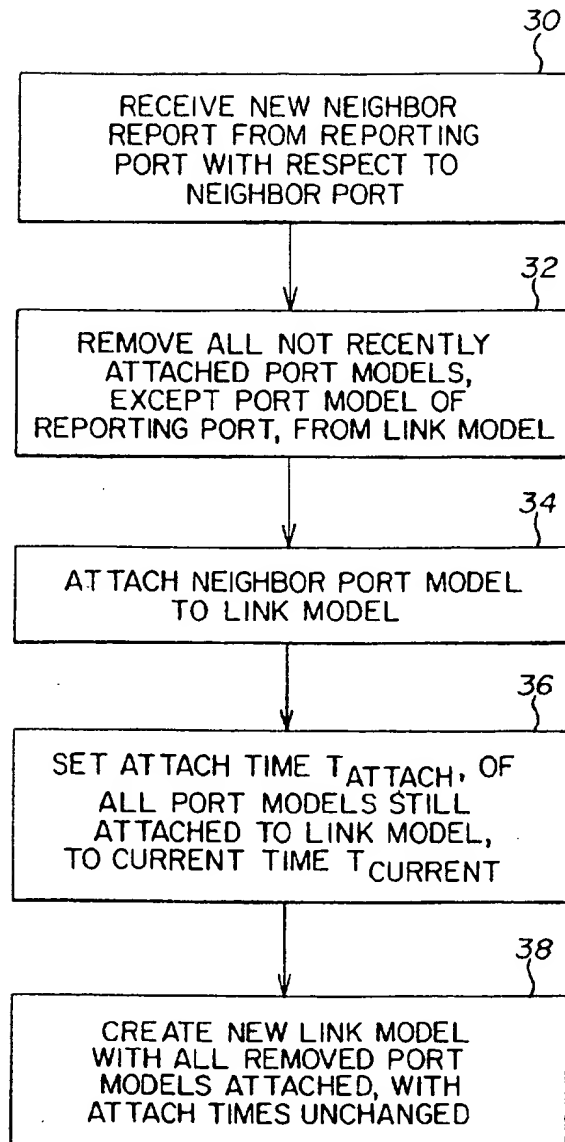 30
RECEIVE NEW NEIGHBOR
REPORT FROM REPORTING
PORT WITH RESPECT TO
NEIGHBOR PORT
32
REMOVE ALL NOT RECENTLY
ATTACHED PORT MODELS,
EXCEPT PORT MODEL OF
REPORTING PORT, FROM LINK MODEL
34
ATTACH NEIGHBOR PORT MODEL
TO LINK MODEL
36
SET ATTACH TIME TATTACH, OF
ALL PORT MODELS STILL
ATTACHED TO LINK MODEL,
TO CURRENT TIME TCURRENT
38
CREATE NEW LINK MODEL
WITH ALL REMOVED PORT
MODELS ATTACHED, WITH
ATTACH TIMES UNCHANGED